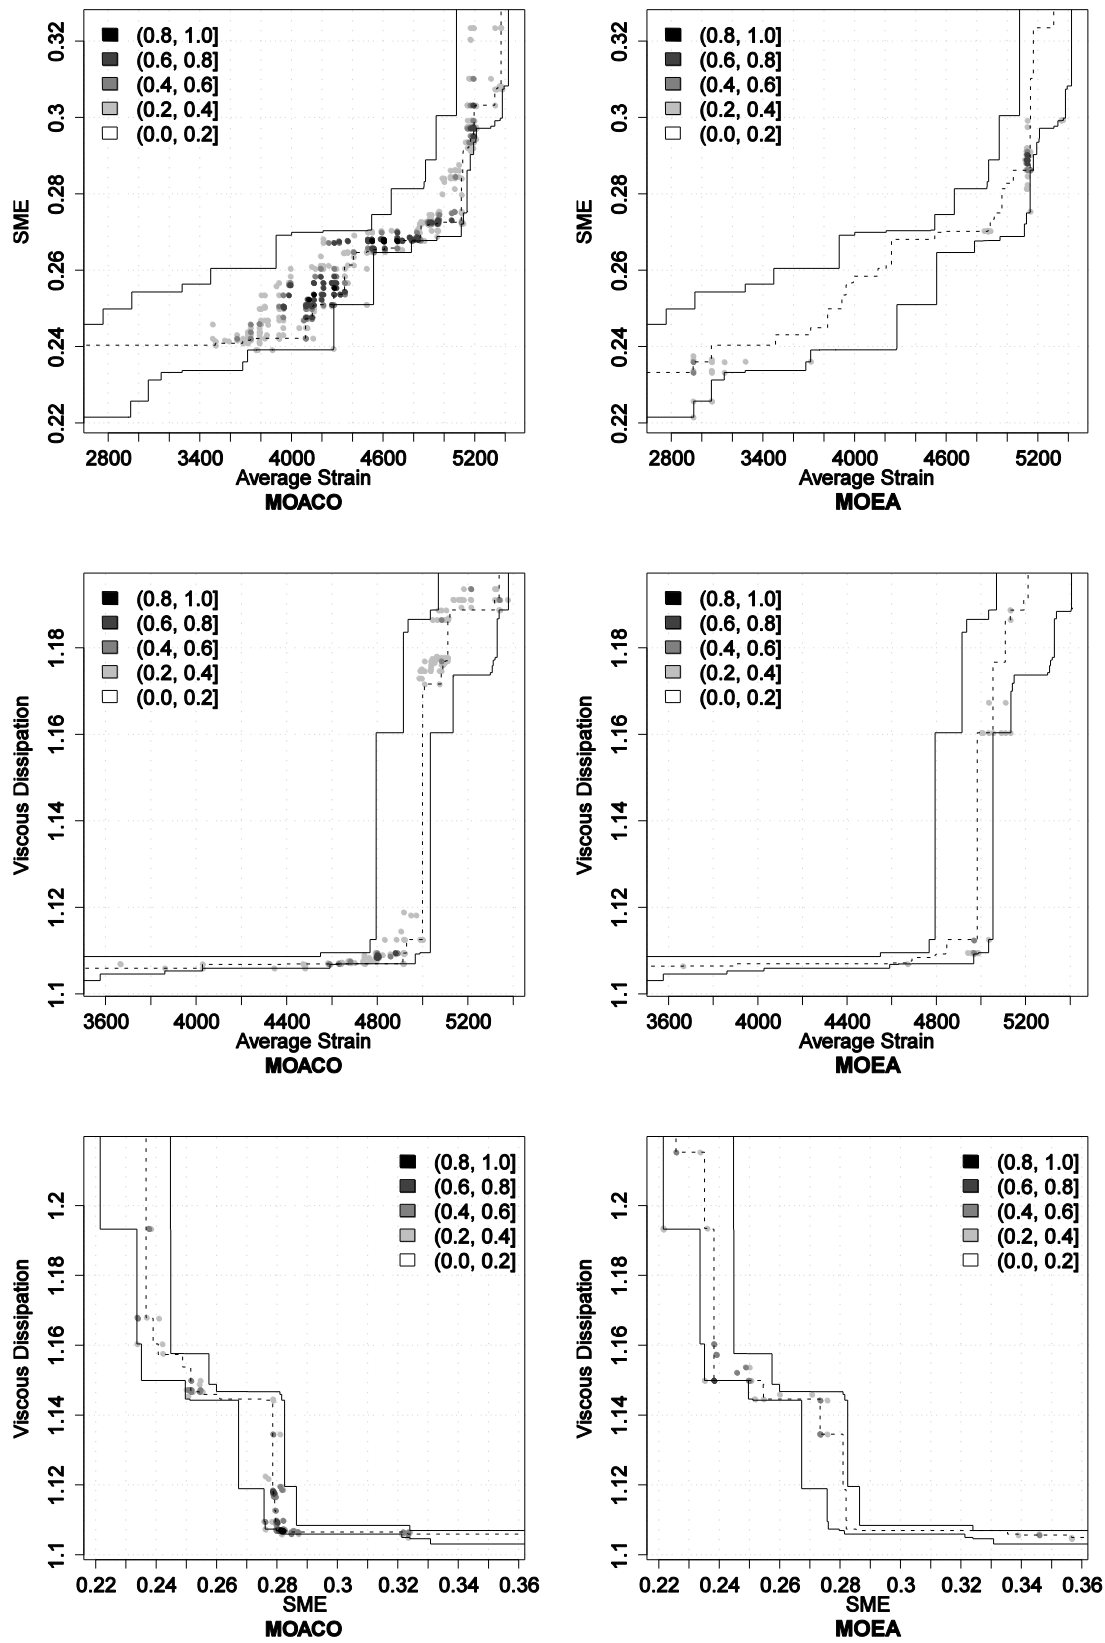 (0.8, 1.0]
(0.6, 0.8]
(0.4, 0.6]
(0.2, 0.4]
(0.0, 0.2]
SME
0.32
0.3
0.28
0.26
0.24
0.22
2800 3400 4000 4600 5200
Average Strain
MOACO
(0.8, 1.0]
(0.6, 0.8]
(0.4, 0.6]
(0.2, 0.4]
(0.0, 0.2]
SME
0.32
0.3
0.28
0.26
0.24
0.22
2800 3400 4000 4600 5200
Average Strain
MOEA
(0.8, 1.0]
(0.6, 0.8]
(0.4, 0.6]
(0.2, 0.4]
(0.0, 0.2]
Viscous Dissipation
1.18
1.16
1.14
1.12
1.1
3600 4000 4400 4800 5200
Average Strain
MOACO
(0.8, 1.0]
(0.6, 0.8]
(0.4, 0.6]
(0.2, 0.4]
(0.0, 0.2]
Viscous Dissipation
1.18
1.16
1.14
1.12
1.1
3600 4000 4400 4800 5200
Average Strain
MOEA
(0.8, 1.0]
(0.6, 0.8]
(0.4, 0.6]
(0.2, 0.4]
(0.0, 0.2]
Viscous Dissipation
1.2
1.18
1.16
1.14
1.12
1.1
0.22 0.24 0.26 0.28 0.3 0.32 0.34 0.36
SME
MOACO
(0.8, 1.0]
(0.6, 0.8]
(0.4, 0.6]
(0.2, 0.4]
(0.0, 0.2]
Viscous Dissipation
1.2
1.18
1.16
1.14
1.12
1.1
0.22 0.24 0.26 0.28 0.3 0.32 0.34 0.36
SME
MOEA